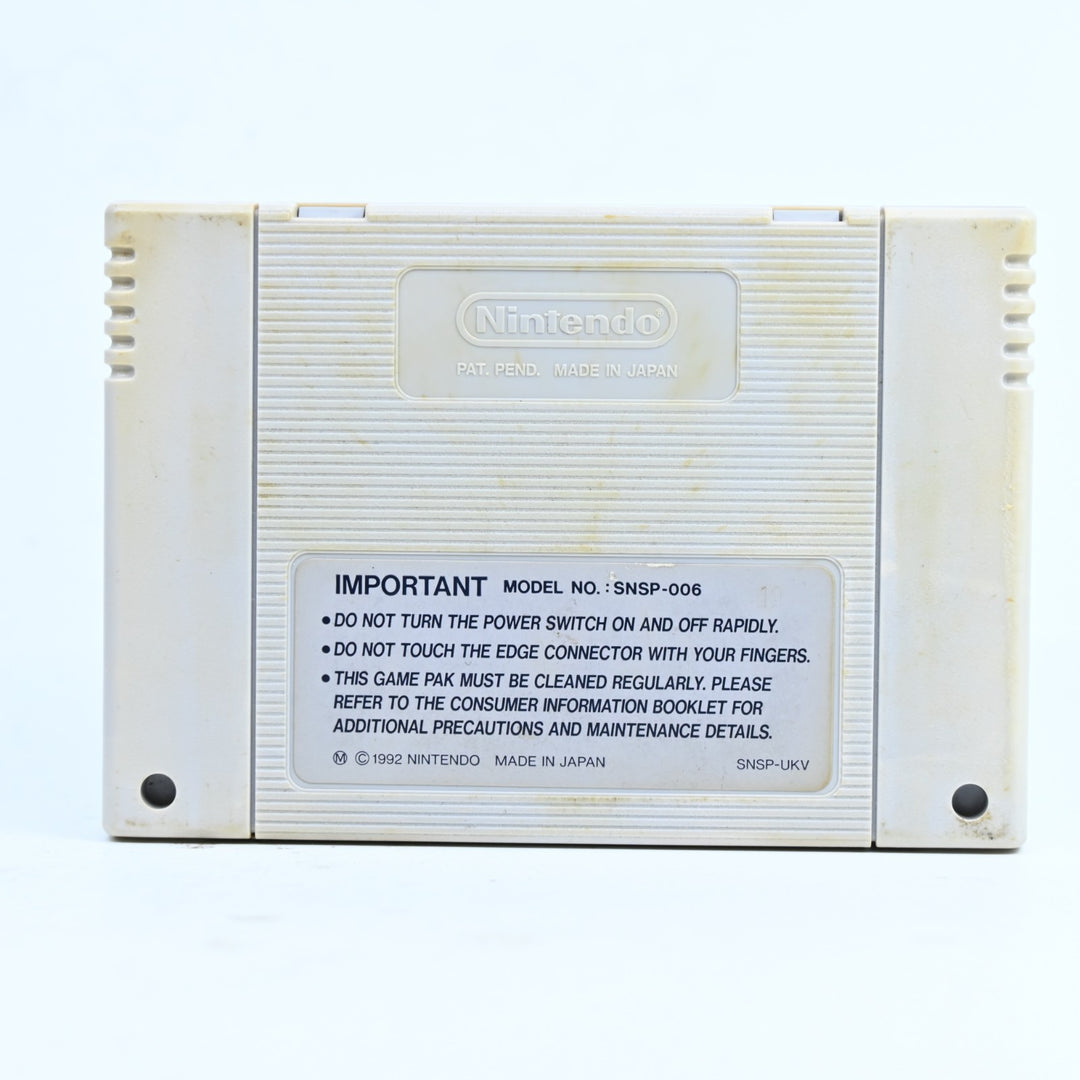 Nintendo®
PAT. PEND. MADE IN JAPAN
IMPORTANT MODEL NO. : SNSP-006
• DO NOT TURN THE POWER SWITCH ON AND OFF RAPIDLY.
• DO NOT TOUCH THE EDGE CONNECTOR WITH YOUR FINGERS.
• THIS GAME PAK MUST BE CLEANED REGULARLY. PLEASE
REFER TO THE CONSUMER INFORMATION BOOKLET FOR
ADDITIONAL PRECAUTIONS AND MAINTENANCE DETAILS.
Ⓜ © 1992 NINTENDO MADE IN JAPAN SNSP-UKV